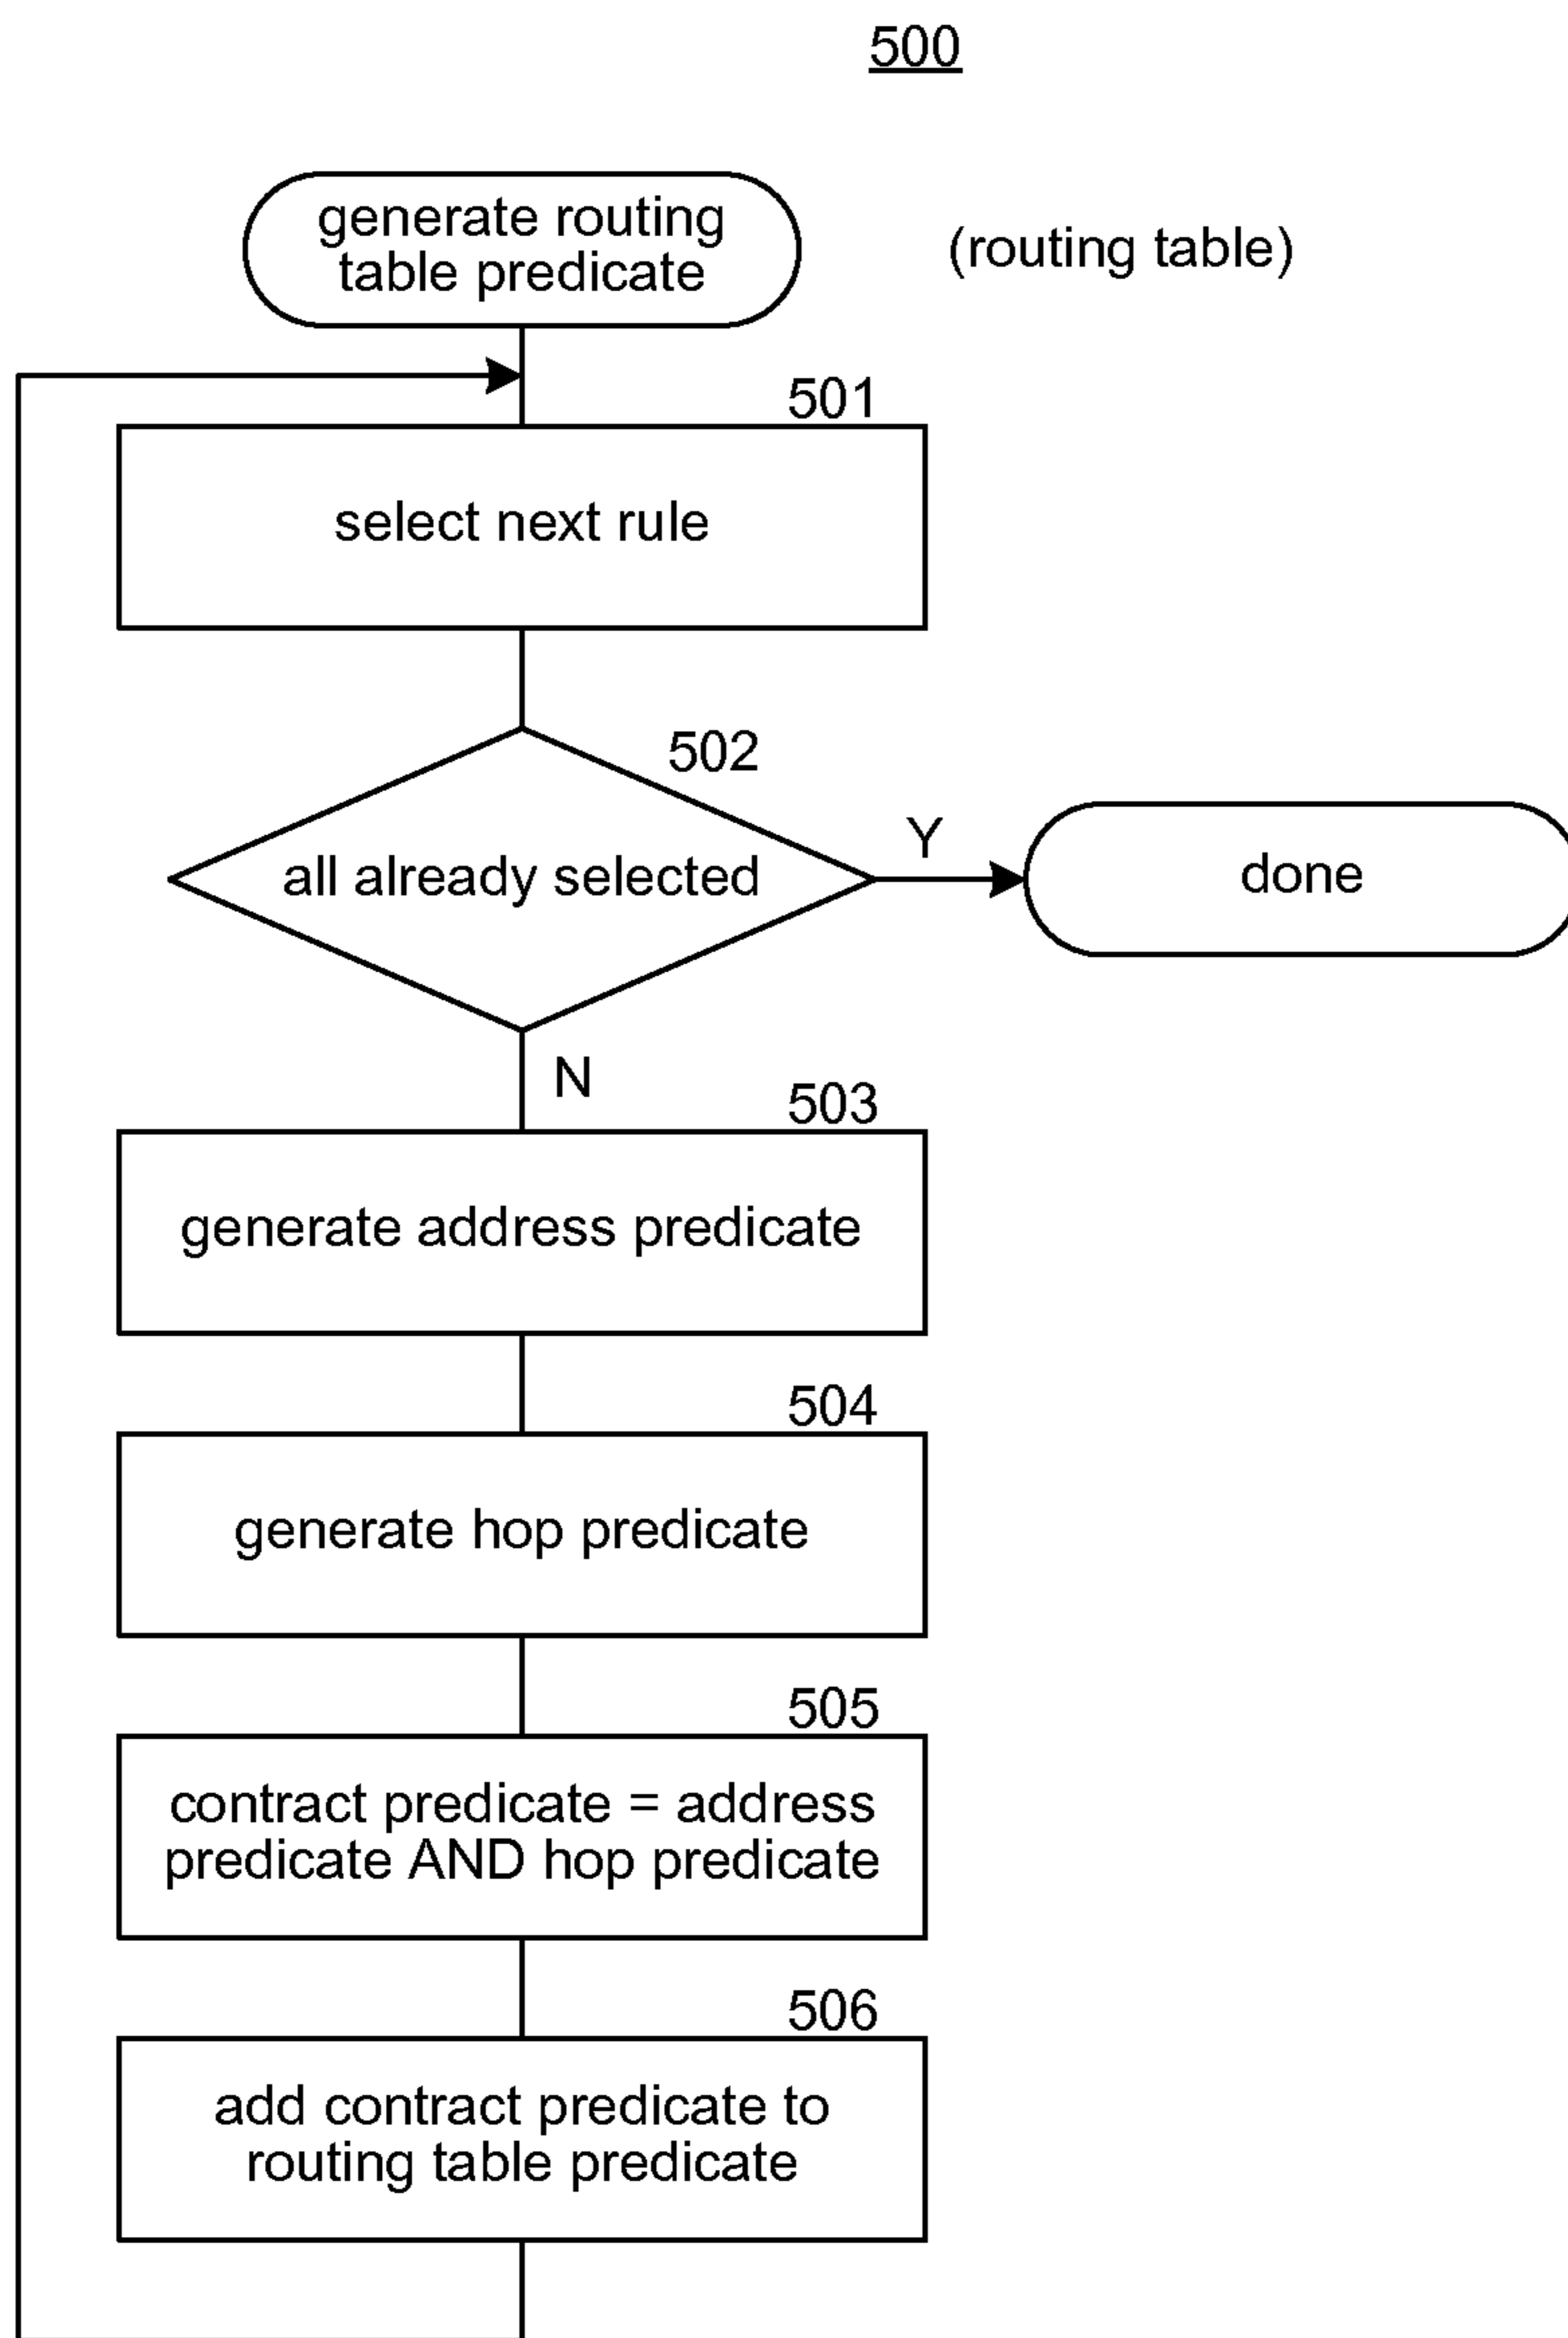 500
generate routing
table predicate
(routing table)
501
select next rule
502
all already selected
Y
done
N
503
generate address predicate
504
generate hop predicate
505
contract predicate = address
predicate AND hop predicate
506
add contract predicate to
routing table predicate